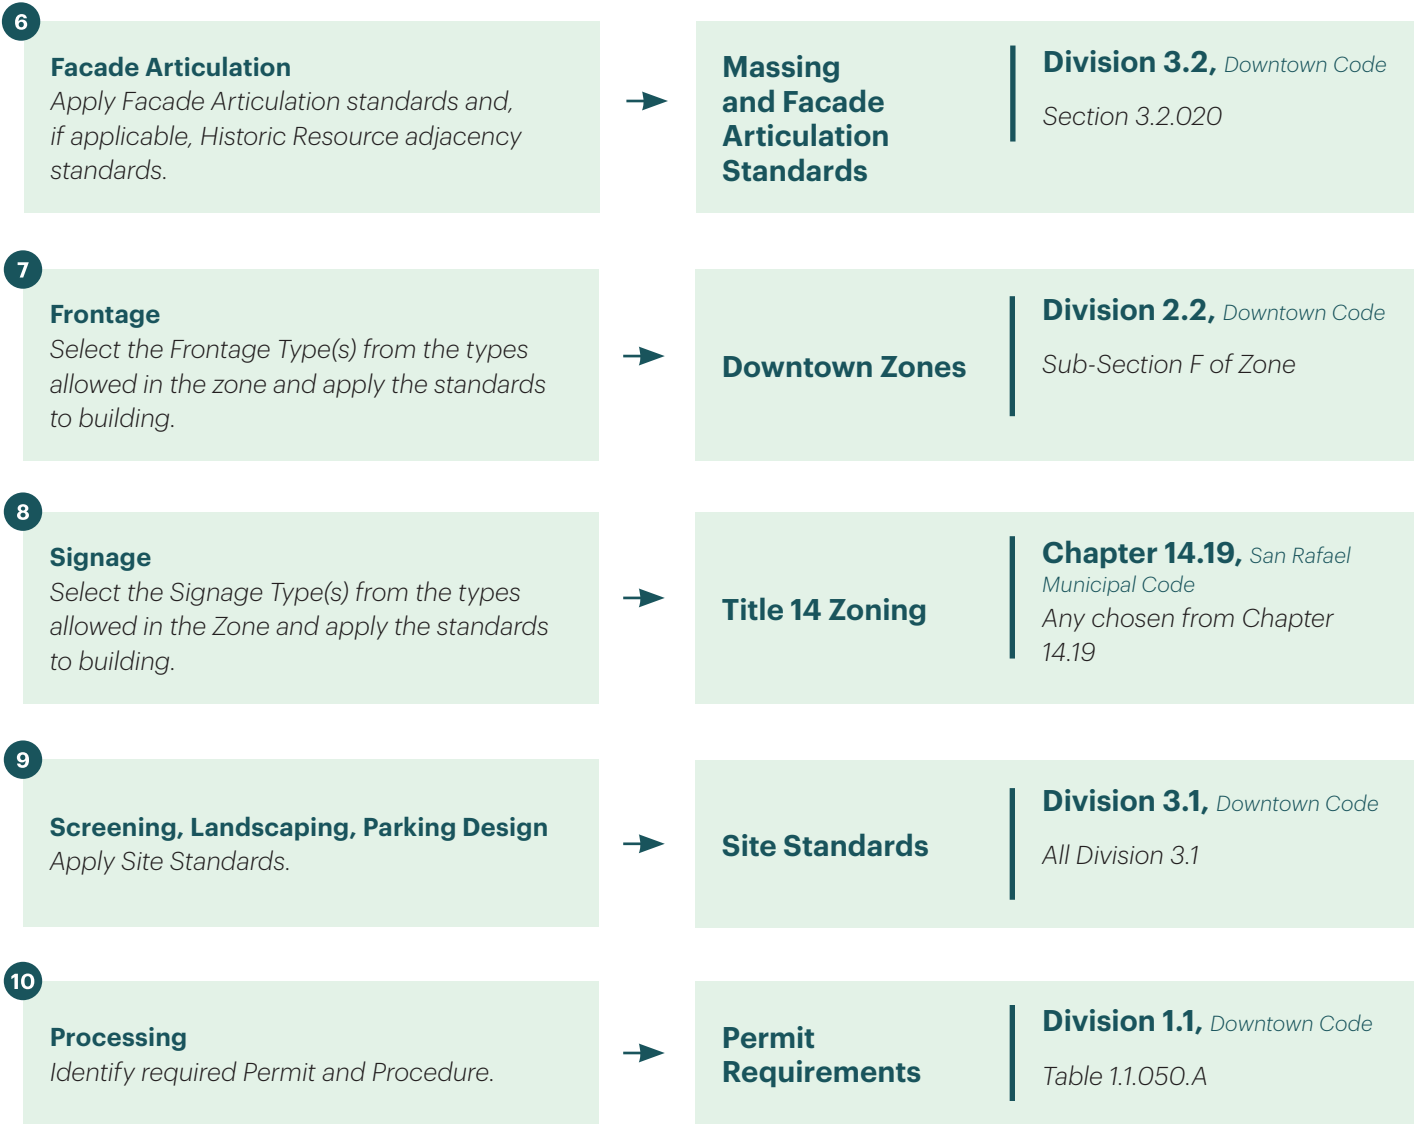 6
Facade Articulation
Apply Facade Articulation standards and,
if applicable, Historic Resource adjacency
standards.
Massing
and Facade
Articulation
Standards
Division 3.2, Downtown Code
Section 3.2.020
7
Frontage
Select the Frontage Type(s) from the types
allowed in the zone and apply the standards
to building.
Downtown Zones
Division 2.2, Downtown Code
Sub-Section F of Zone
8
Signage
Select the Signage Type(s) from the types
allowed in the Zone and apply the standards
to building.
Title 14 Zoning
Chapter 14.19, San Rafael
Municipal Code
Any chosen from Chapter
14.19
9
Screening, Landscaping, Parking Design
Apply Site Standards.
Site Standards
Division 3.1, Downtown Code
All Division 3.1
10
Processing
Identify required Permit and Procedure.
Permit
Requirements
Division 1.1, Downtown Code
Table 1.1.050.A